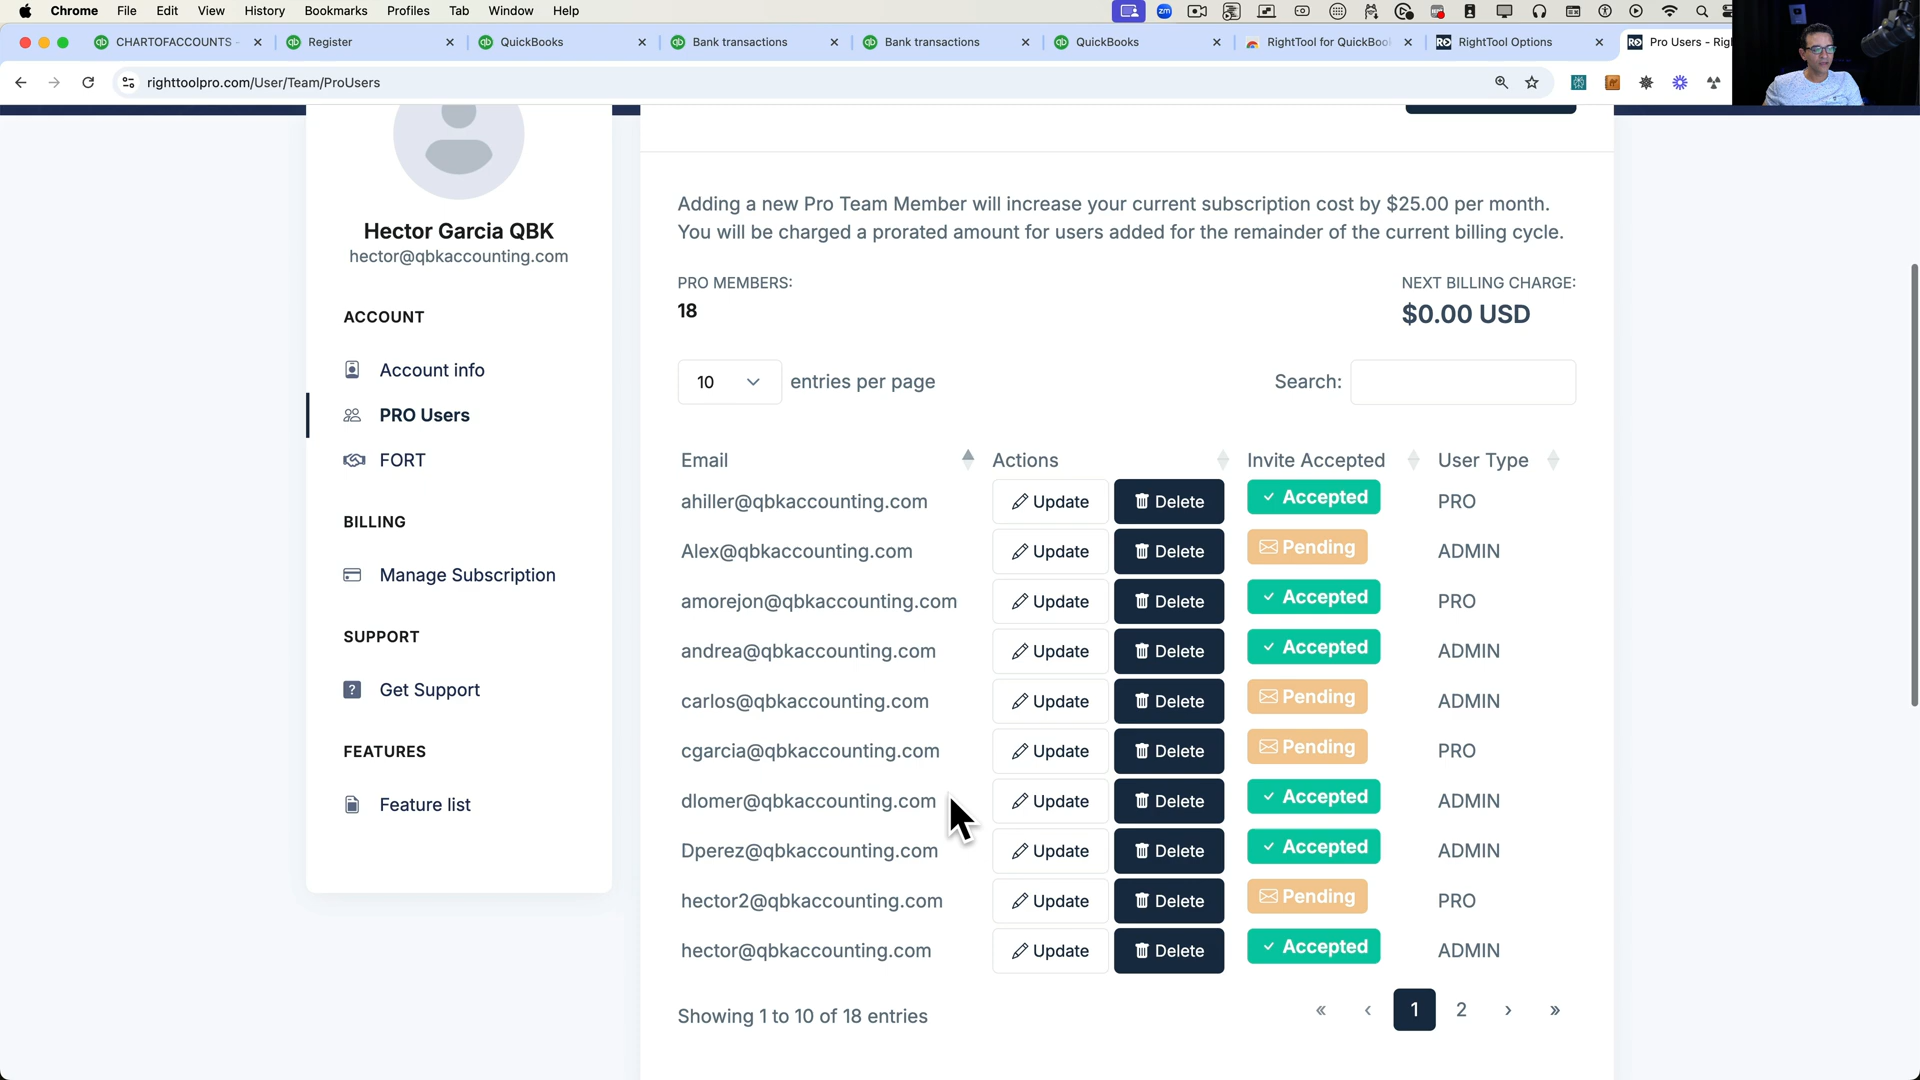 Chrome File Edit View History Bookmarks Profiles Tab Window Help
CHARTOFACCOUNTS - Register QuickBooks Bank transactions Bank transactions QuickBooks RightTool for QuickBoo RightTool Options Pro Users - Rig
righttoolpro.com/User/Team/ProUsers
Hector Garcia QBK
hector@qbkaccounting.com
ACCOUNT
Account info
PRO Users
FORT
BILLING
Manage Subscription
SUPPORT
Get Support
FEATURES
Feature list
Adding a new Pro Team Member will increase your current subscription cost by $25.00 per month.
You will be charged a prorated amount for users added for the remainder of the current billing cycle.
PRO MEMBERS: NEXT BILLING CHARGE:
18 $0.00 USD
10 entries per page Search:
Email Actions Invite Accepted User Type
ahiller@qbkaccounting.com Update Delete Accepted PRO
Alex@qbkaccounting.com Update Delete Pending ADMIN
amorejon@qbkaccounting.com Update Delete Accepted PRO
andrea@qbkaccounting.com Update Delete Accepted ADMIN
carlos@qbkaccounting.com Update Delete Pending ADMIN
cgarcia@qbkaccounting.com Update Delete Pending PRO
dlomer@qbkaccounting.com Update Delete Accepted ADMIN
Dperez@qbkaccounting.com Update Delete Accepted ADMIN
hector2@qbkaccounting.com Update Delete Pending PRO
hector@qbkaccounting.com Update Delete Accepted ADMIN
Showing 1 to 10 of 18 entries « ‹ 1 2 › »